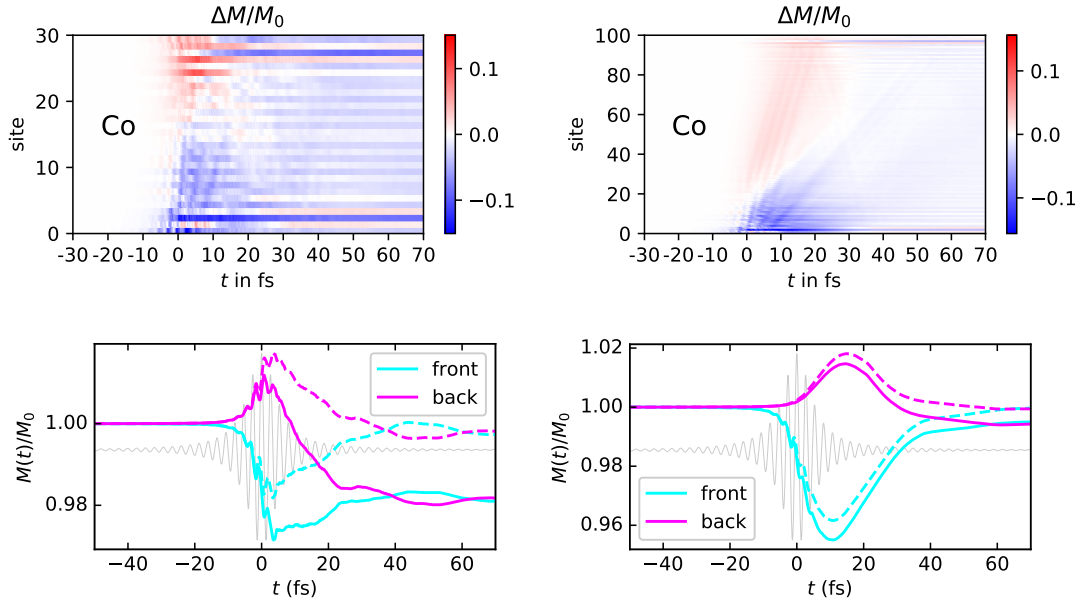 ΔM/M₀
30
20
10
0
site
Co
-30 -20 -10 0 10 20 30 40 50 60 70
t in fs
0.1
0.0
−0.1
ΔM/M₀
100
80
60
40
20
0
site
Co
-30 -20 -10 0 10 20 30 40 50 60 70
t in fs
0.1
0.0
−0.1
M(t)/M₀
1.00
0.98
front
back
−40 −20 0 20 40 60
t (fs)
M(t)/M₀
1.02
1.00
0.98
0.96
front
back
−40 −20 0 20 40 60
t (fs)